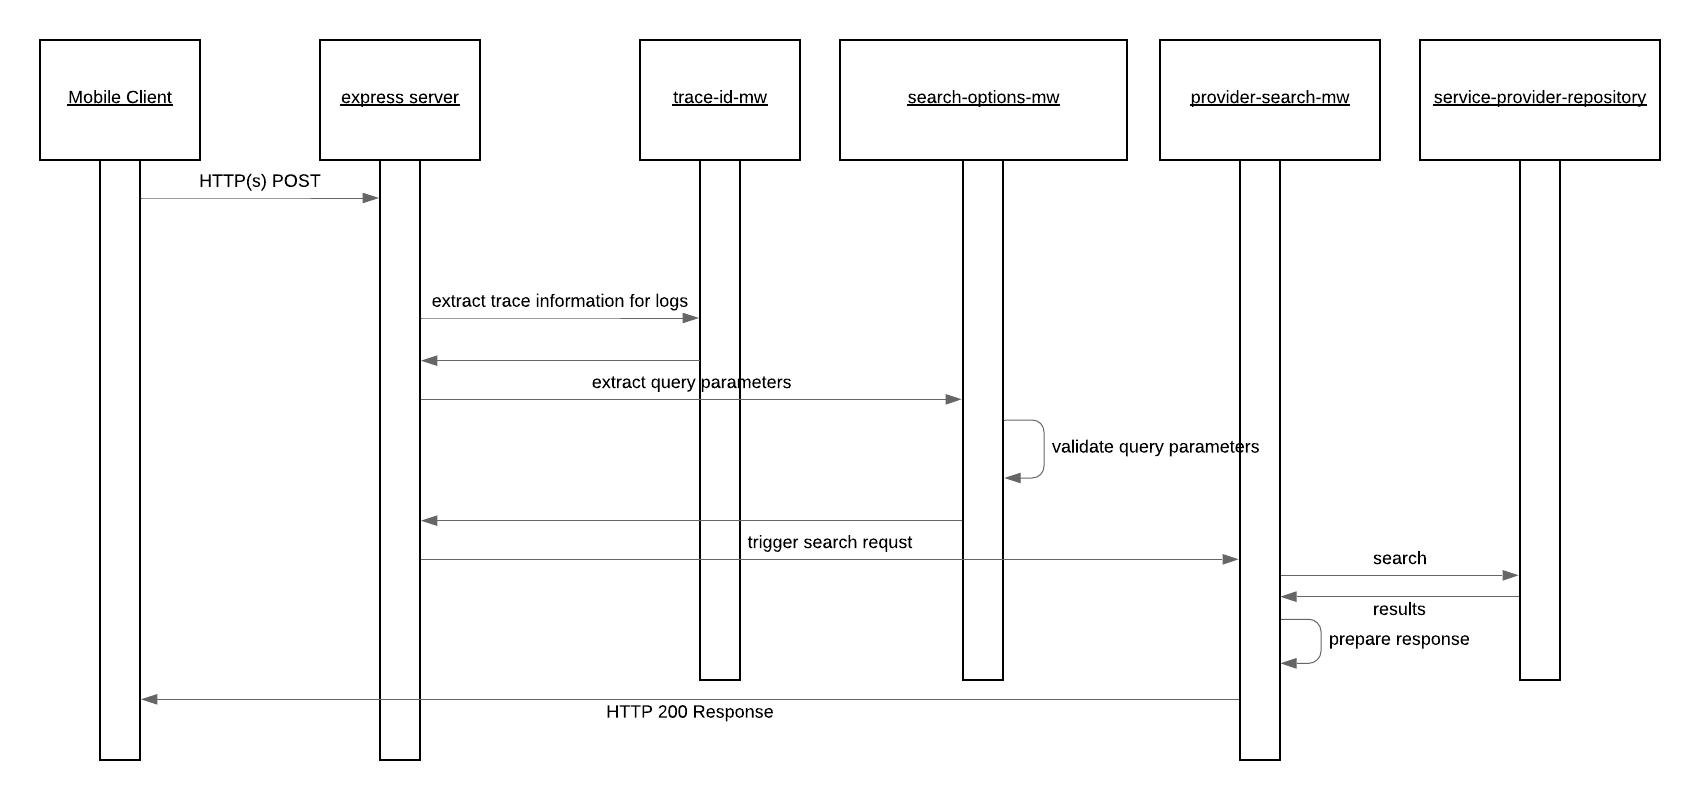 Mobile Client
express server
trace-id-mw
search-options-mw
provider-search-mw
service-provider-repository
HTTP(s) POST
extract trace information for logs
extract query parameters
validate query parameters
trigger search requst
search
results
prepare response
HTTP 200 Response